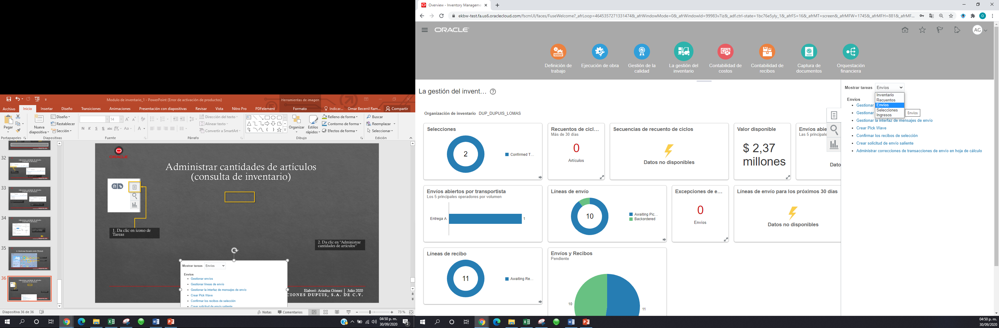 Modulo de inventario_1 - PowerPoint (Error de activación de productos)
Herramientas de imagen
Archivo
Inicio
Insertar
Diseño
Transiciones
Animaciones
Presentación con diapositivas
Revisar
Vista
Nitro Pro
PDFelement
Formato
Indicar...
Omar Becerril Ram...
Compartir
Pegar
Nueva
diapositiva
Diseño
Restablecer
Sección
14
N K S S abc AV Aa A
Dirección del texto
Alinear texto
Convertir a SmartArt
Organizar
Estilos
rápidos
Relleno de forma
Contorno de forma
Efectos de forma
Buscar
Reemplazar
Seleccionar
Portapapeles
Diapositivas
Fuente
Párrafo
Dibujo
Edición
32
33
34
35
36
ORACLE
Administrar cantidades de artículos
(consulta de inventario)
1. Da clic en ícono de
Tareas
2. Da clic en “Administrar
cantidades de artículos”
Mostrar tareas Envíos
Envíos
Gestionar envíos
Gestionar líneas de envío
Gestionar la interfaz de mensajes de envío
Crear Pick Wave
Confirmar los recibos de selección
Crear solicitud de envío saliente
Elaboró: Ariadna Gómez | Julio 2020
CIONES DUPUIS, S.A. DE C.V.
Diapositiva 36 de 36
Notas
Comentarios
73 %
04:50 p. m.
30/09/2020
2
Overview - Inventory Manageme
ekbw-test.fa.us6.oraclecloud.com/fscmUI/faces/FuseWelcome?_afrLoop=4645357271331474&_afrWindowMode=0&_afrWindowId=99983v7iz&_adf.ctrl-state=1bc76e5yly_1&_afrFS=16&_afrMT=screen&_afrMFW=1745&_afrMFH=881&_afrMF...
O
ORACLE
AG
Definición de
trabajo
Ejecución de obra
Gestión de la
calidad
La gestión del
inventario
Contabilidad de
costos
Contabilidad de
recibos
Captura de
documentos
Orquestación
financiera
La gestión del invent...
Organización de inventario DUP_DUPUIS_LOMAS
Mostrar tareas Envíos
Inventario
Recuentos
Envíos
Selecciones
Ingresos
Envíos
Envíos
Gestionar
Gestionar
Gestionar la interfaz de mensajes de envío
Crear Pick Wave
Confirmar los recibos de selección
Crear solicitud de envío saliente
Administrar correcciones de transacciones de envío en hoja de cálculo
Selecciones
2
Confirmed T...
Recuentos de cicl...
Más de 30 días
0
Artículos
Secuencias de recuento de ciclos
Datos no disponibles
Valor disponible
$ 2,37
millones
Envíos abie
Las 5 principale
Dato
Envíos abiertos por transportista
Los 5 principales operadores por volumen
Entrega A
1
Líneas de envío
10
Awaiting Pic...
Backordered
Excepciones de e...
0
Envíos
Líneas de envío para los próximos 30 días
Datos no disponibles
Líneas de recibo
11
Awaiting Re...
Envíos y Recibos
Pendiente
10
11
04:50 p. m.
30/09/2020